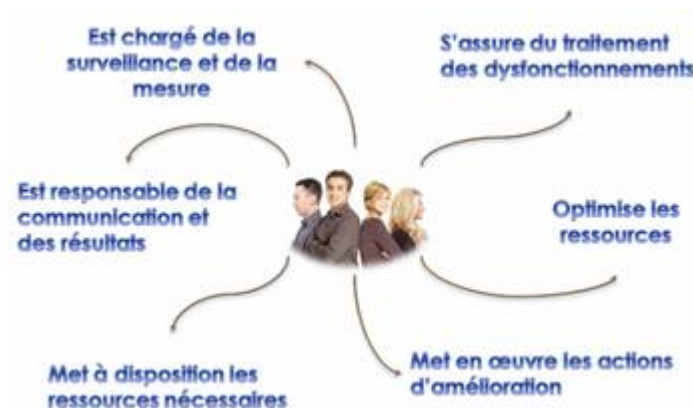 Est chargé de la
surveillance et de la
mesure
S'assure du traitement
des dysfonctionnements
Est responsable de la
communication et
des résultats
Optimise les
ressources
Met à disposition les
ressources nécessaires
Met en œuvre les actions
d'amélioration